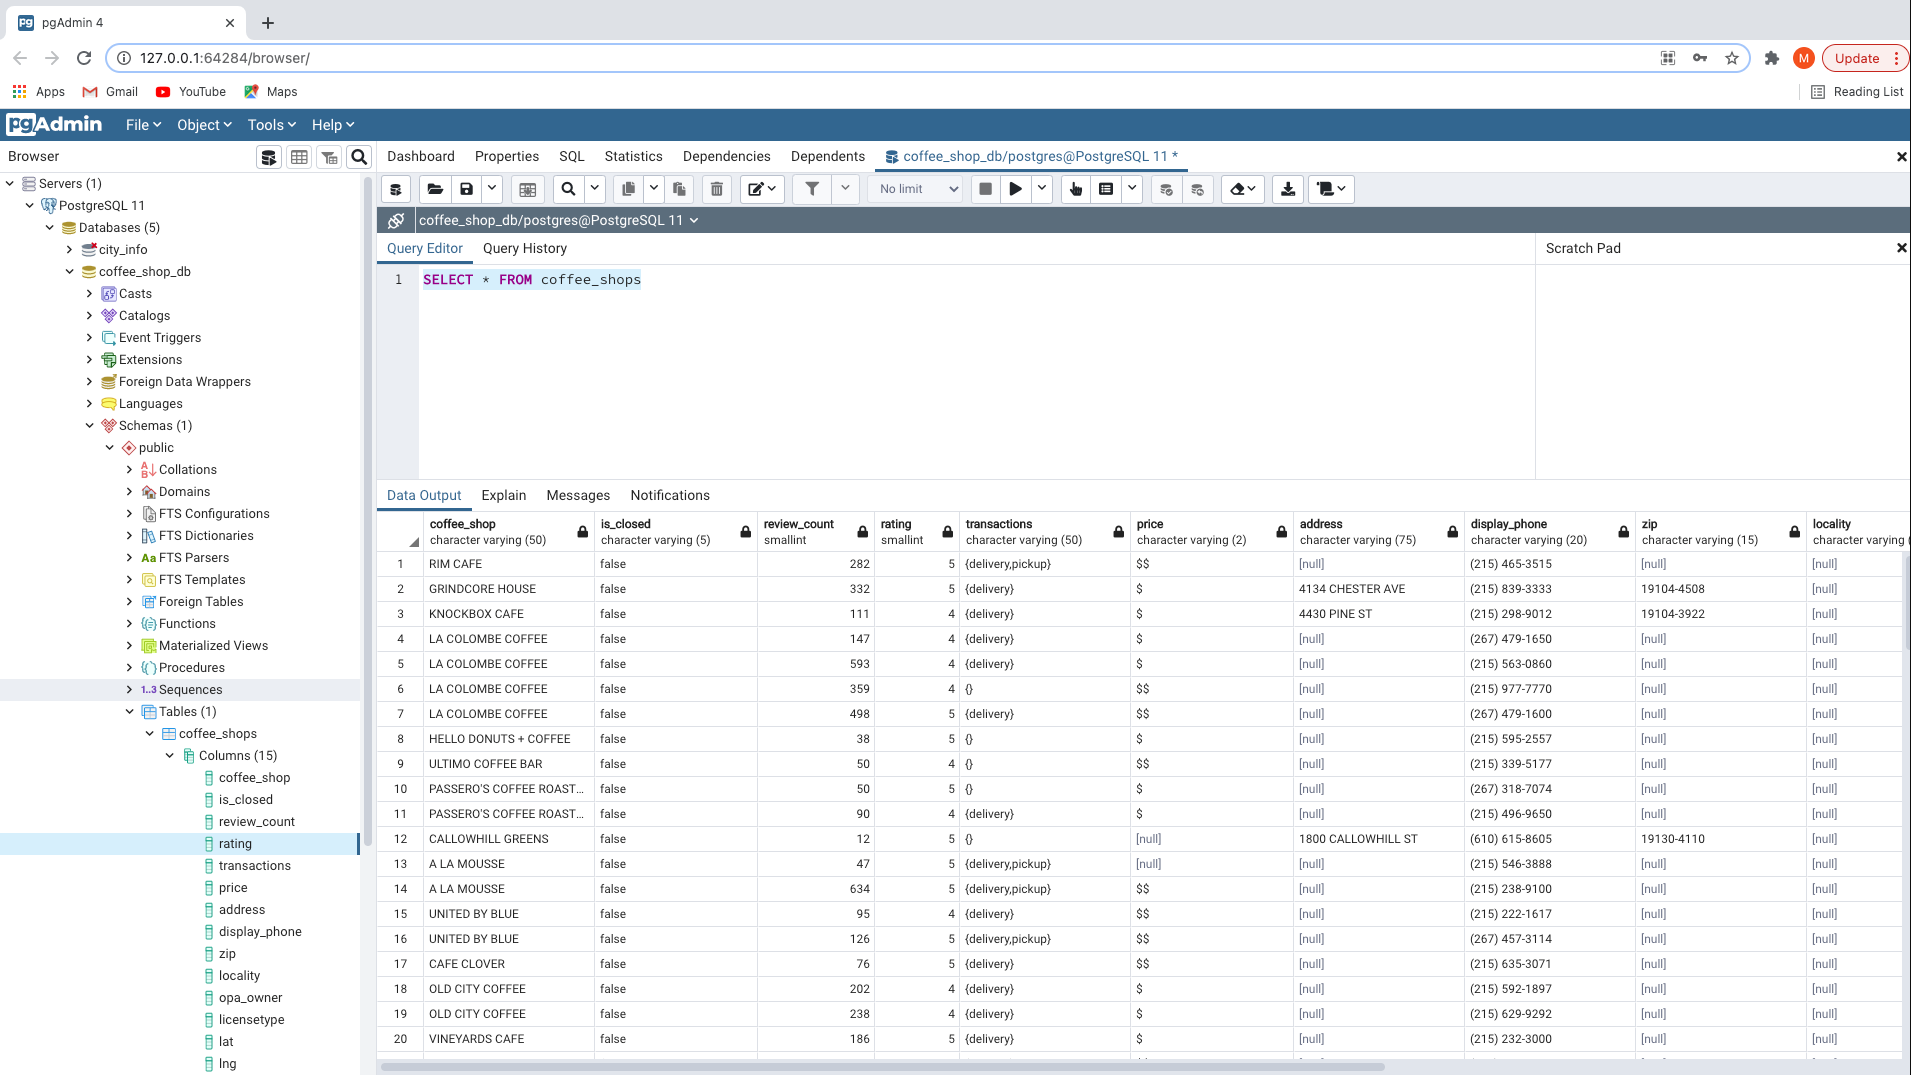 pgAdmin 4
127.0.0.1:64284/browser/
M
Update
Apps
Gmail
YouTube
Maps
Reading List
pgAdmin
File
Object
Tools
Help
Browser
Dashboard
Properties
SQL
Statistics
Dependencies
Dependents
coffee_shop_db/postgres@PostgreSQL 11 *
No limit
coffee_shop_db/postgres@PostgreSQL 11
Query Editor
Query History
Scratch Pad
1 SELECT * FROM coffee_shops
Servers (1)
PostgreSQL 11
Databases (5)
city_info
coffee_shop_db
Casts
Catalogs
Event Triggers
Extensions
Foreign Data Wrappers
Languages
Schemas (1)
public
Collations
Domains
FTS Configurations
FTS Dictionaries
Aa FTS Parsers
FTS Templates
Foreign Tables
Functions
Materialized Views
Procedures
1..3 Sequences
Tables (1)
coffee_shops
Columns (15)
coffee_shop
is_closed
review_count
rating
transactions
price
address
display_phone
zip
locality
opa_owner
licensetype
lat
lng
Data Output
Explain
Messages
Notifications
coffee_shop is_closed review_count rating transactions price address display_phone zip locality
character varying (50) character varying (5) smallint smallint character varying (50) character varying (2) character varying (75) character varying (20) character varying (15) character varying (
1 RIM CAFE false 282 5 {delivery,pickup} $$ [null] (215) 465-3515 [null] [null]
2 GRINDCORE HOUSE false 332 5 {delivery} $ 4134 CHESTER AVE (215) 839-3333 19104-4508 [null]
3 KNOCKBOX CAFE false 111 4 {delivery} $ 4430 PINE ST (215) 298-9012 19104-3922 [null]
4 LA COLOMBE COFFEE false 147 4 {delivery} $ [null] (267) 479-1650 [null] [null]
5 LA COLOMBE COFFEE false 593 4 {delivery} $ [null] (215) 563-0860 [null] [null]
6 LA COLOMBE COFFEE false 359 4 {} $$ [null] (215) 977-7770 [null] [null]
7 LA COLOMBE COFFEE false 498 5 {delivery} $$ [null] (267) 479-1600 [null] [null]
8 HELLO DONUTS + COFFEE false 38 5 {} $ [null] (215) 595-2557 [null] [null]
9 ULTIMO COFFEE BAR false 50 4 {} $$ [null] (215) 339-5177 [null] [null]
10 PASSERO'S COFFEE ROAST... false 50 5 {} $ [null] (267) 318-7074 [null] [null]
11 PASSERO'S COFFEE ROAST... false 90 4 {delivery} $ [null] (215) 496-9650 [null] [null]
12 CALLOWHILL GREENS false 12 5 {} [null] 1800 CALLOWHILL ST (610) 615-8605 19130-4110 [null]
13 A LA MOUSSE false 47 5 {delivery,pickup} [null] [null] (215) 546-3888 [null] [null]
14 A LA MOUSSE false 634 5 {delivery,pickup} $$ [null] (215) 238-9100 [null] [null]
15 UNITED BY BLUE false 95 4 {delivery} $$ [null] (215) 222-1617 [null] [null]
16 UNITED BY BLUE false 126 5 {delivery,pickup} $$ [null] (267) 457-3114 [null] [null]
17 CAFE CLOVER false 76 5 {delivery} $$ [null] (215) 635-3071 [null] [null]
18 OLD CITY COFFEE false 202 4 {delivery} $ [null] (215) 592-1897 [null] [null]
19 OLD CITY COFFEE false 238 4 {delivery} $ [null] (215) 629-9292 [null] [null]
20 VINEYARDS CAFE false 186 5 {delivery} $ [null] (215) 232-3000 [null] [null]